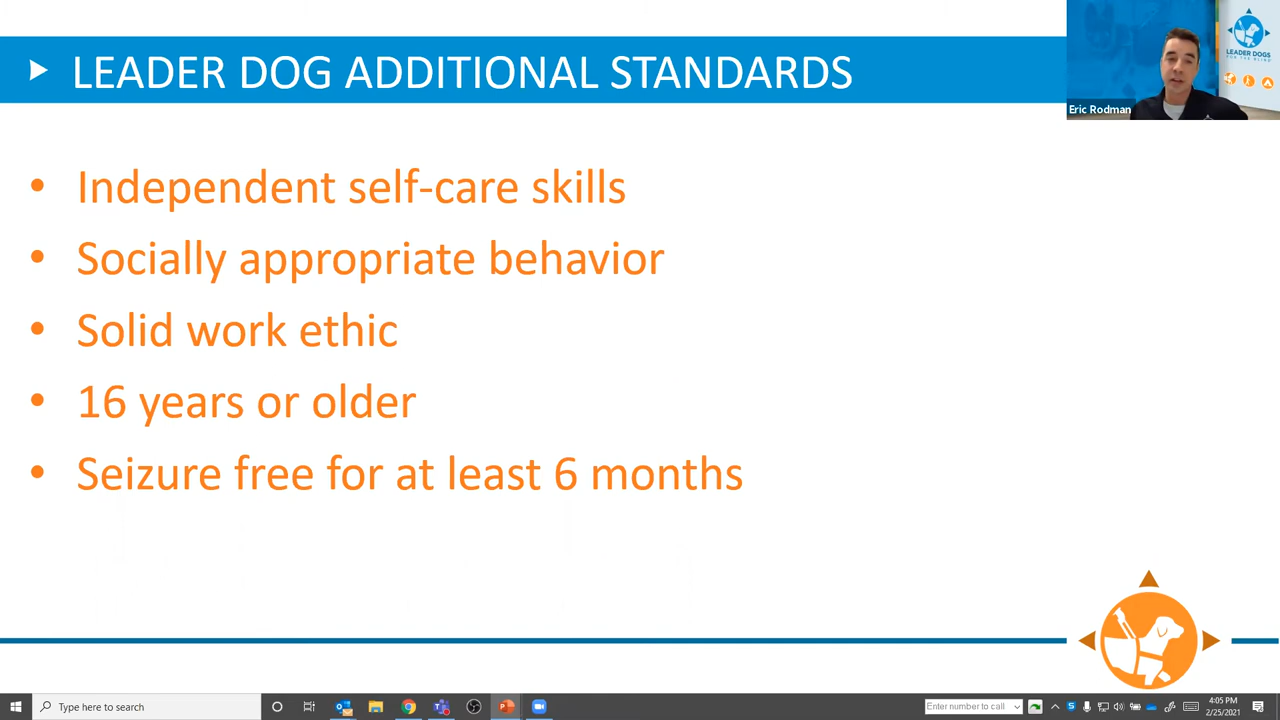 LEADER DOG ADDITIONAL STANDARDS
LEADER DOGS
FOR THE BLIND
Eric Rodman
• Independent self-care skills
• Socially appropriate behavior
• Solid work ethic
• 16 years or older
• Seizure free for at least 6 months
Type here to search
Enter number to call
4:05 PM
2/25/2021